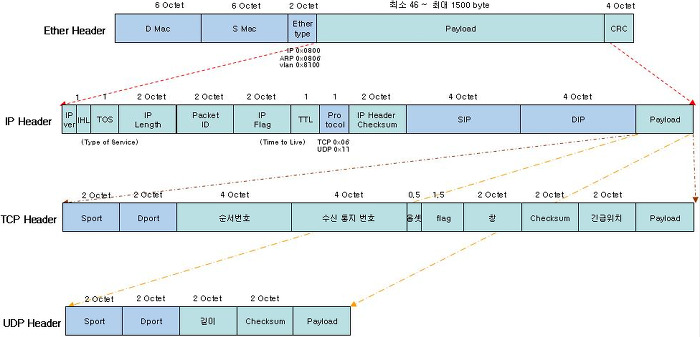 6 Octet 6 Octet 2 Octet 최소 46 ~ 최대 1500 byte 4 Octet
Ether Header D Mac S Mac Ether type Payload CRC
IP 0x0800
ARP 0x0806
vlan 0x8100
1 1 2 Octet 2 Octet 2 Octet 1 1 2 Octet 4 Octet 4 Octet
IP Header IP ver IHL TOS IP Length Packet ID IP Flag TTL Pro tocol IP Header Checksum SIP DIP Payload
(Type of Service) (Time to Live) TCP 0x06
UDP 0x11
2 Octet 2 Octet 4 Octet 4 Octet 0,5 1,5 2 Octet 2 Octet 2 Octet
TCP Header Sport Dport 순서번호 수신 통지 번호 옵셋 flag 창 Checksum 긴급위치 Payload
2 Octet 2 Octet 2 Octet 2 Octet
UDP Header Sport Dport 길이 Checksum Payload